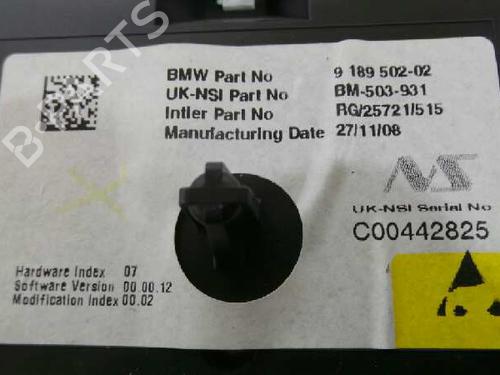 B-PARTS
BMW Part No 9 189 502-02
UK-NSI Part No BM-503-931
Intier Part No RG/25721/515
Manufacturing Date 27/11/08
NS
UK-NSI Serial No
C00442825
Hardware Index 07
Software Version 00.00.12
Modification Index 00.02